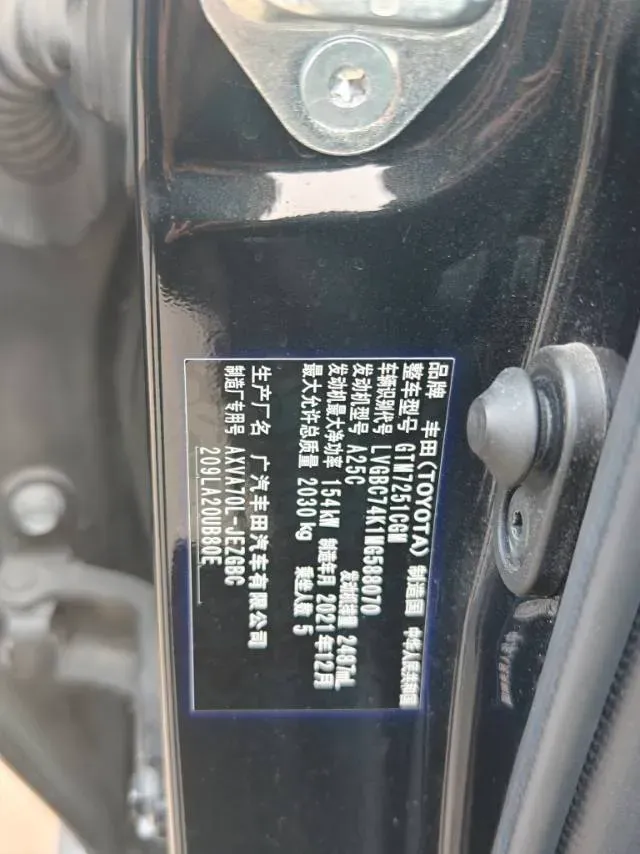 品牌 丰田(TOYOTA) 制造国 中华人民共和国
整车型号 GTM7251CGM
车辆识别代号 LVGBC74K1MG588070
发动机型号 A25C 发动机排量 2487mL
发动机最大净功率 154kW 制造年月 2021年12月
最大允许总质量 2030kg 乘坐人数 5
生产厂名 广汽丰田汽车有限公司
制造厂专用号 AXVA70L-JEZGBC
209LA20UB80E